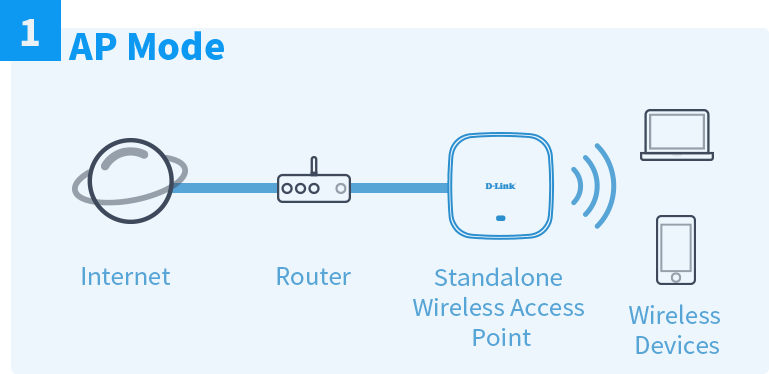 1
AP Mode
D-Link
Internet
Router
Standalone
Wireless Access
Point
Wireless
Devices